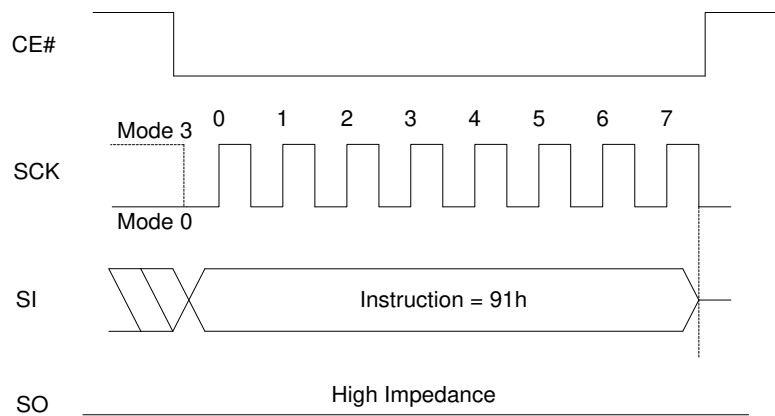 CE#
Mode 3
0 1 2 3 4 5 6 7
SCK
Mode 0
SI
Instruction = 91h
SO
High Impedance